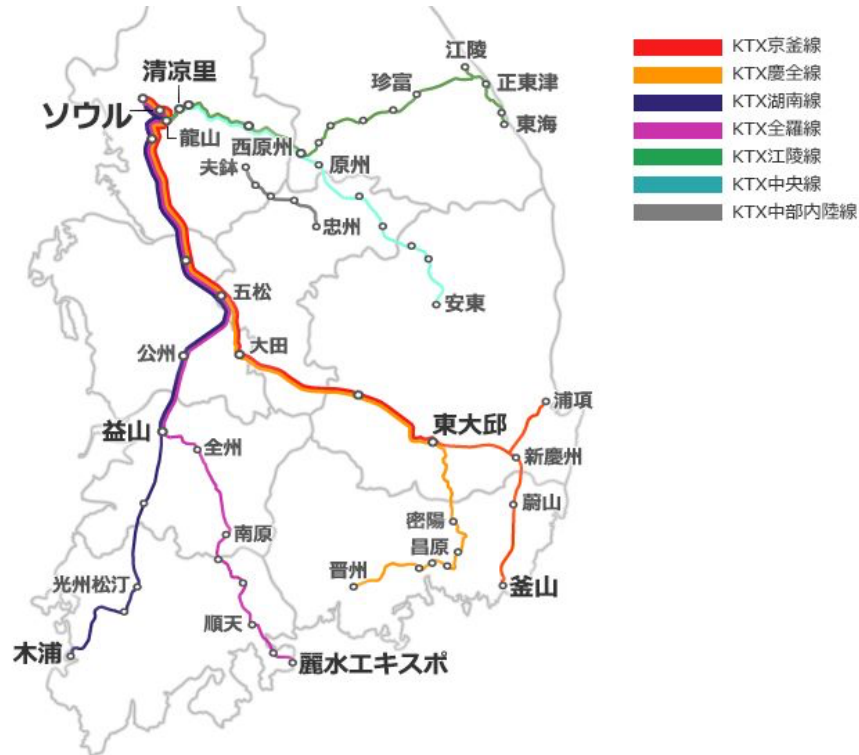 江陵
清凉里
珍富
正東津
ソウル
龍山
東海
西原州
夫鉢
原州
忠州
五松
安東
公州
大田
浦項
益山
東大邱
全州
新慶州
蔚山
密陽
南原
昌原
光州松汀
晋州
釜山
順天
木浦
麗水エキスポ
KTX京釜線
KTX慶全線
KTX湖南線
KTX全羅線
KTX江陵線
KTX中央線
KTX中部内陸線